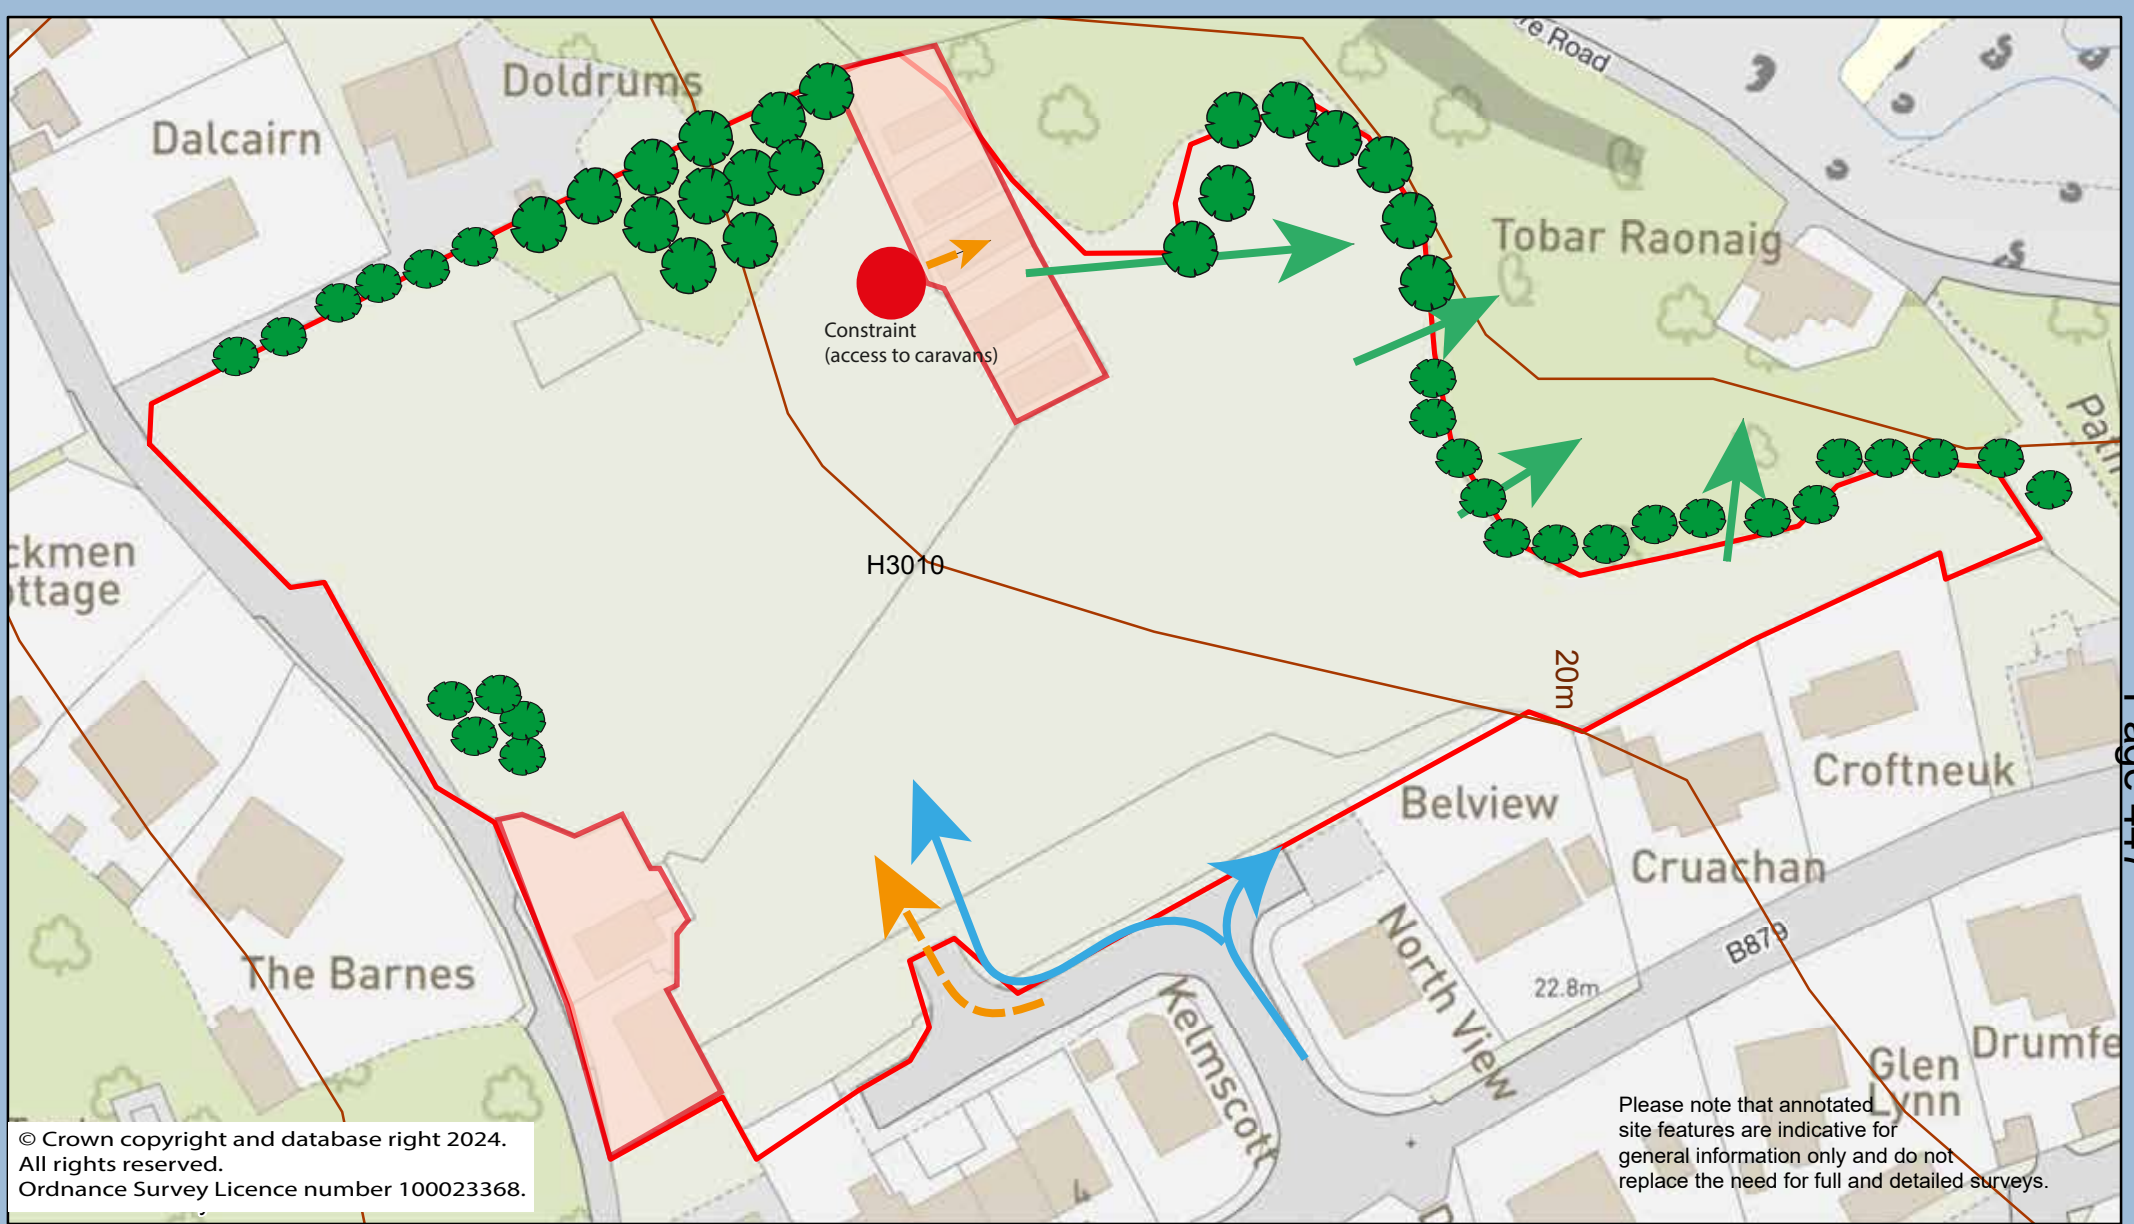 Road
Doldrums
Dalcairn
Tobar Raonaig
Constraint
(access to caravans)
ckmen
ottage
H3010
20m
Croftneuk
Belview
Cruachan
B879
North View
22.8m
The Barnes
Kelmscott
Drumfe
Glen
Lynn
4
Please note that annotated
site features are indicative for
general information only and do not
replace the need for full and detailed surveys.
© Crown copyright and database right 2024.
All rights reserved.
Ordnance Survey Licence number 100023368.